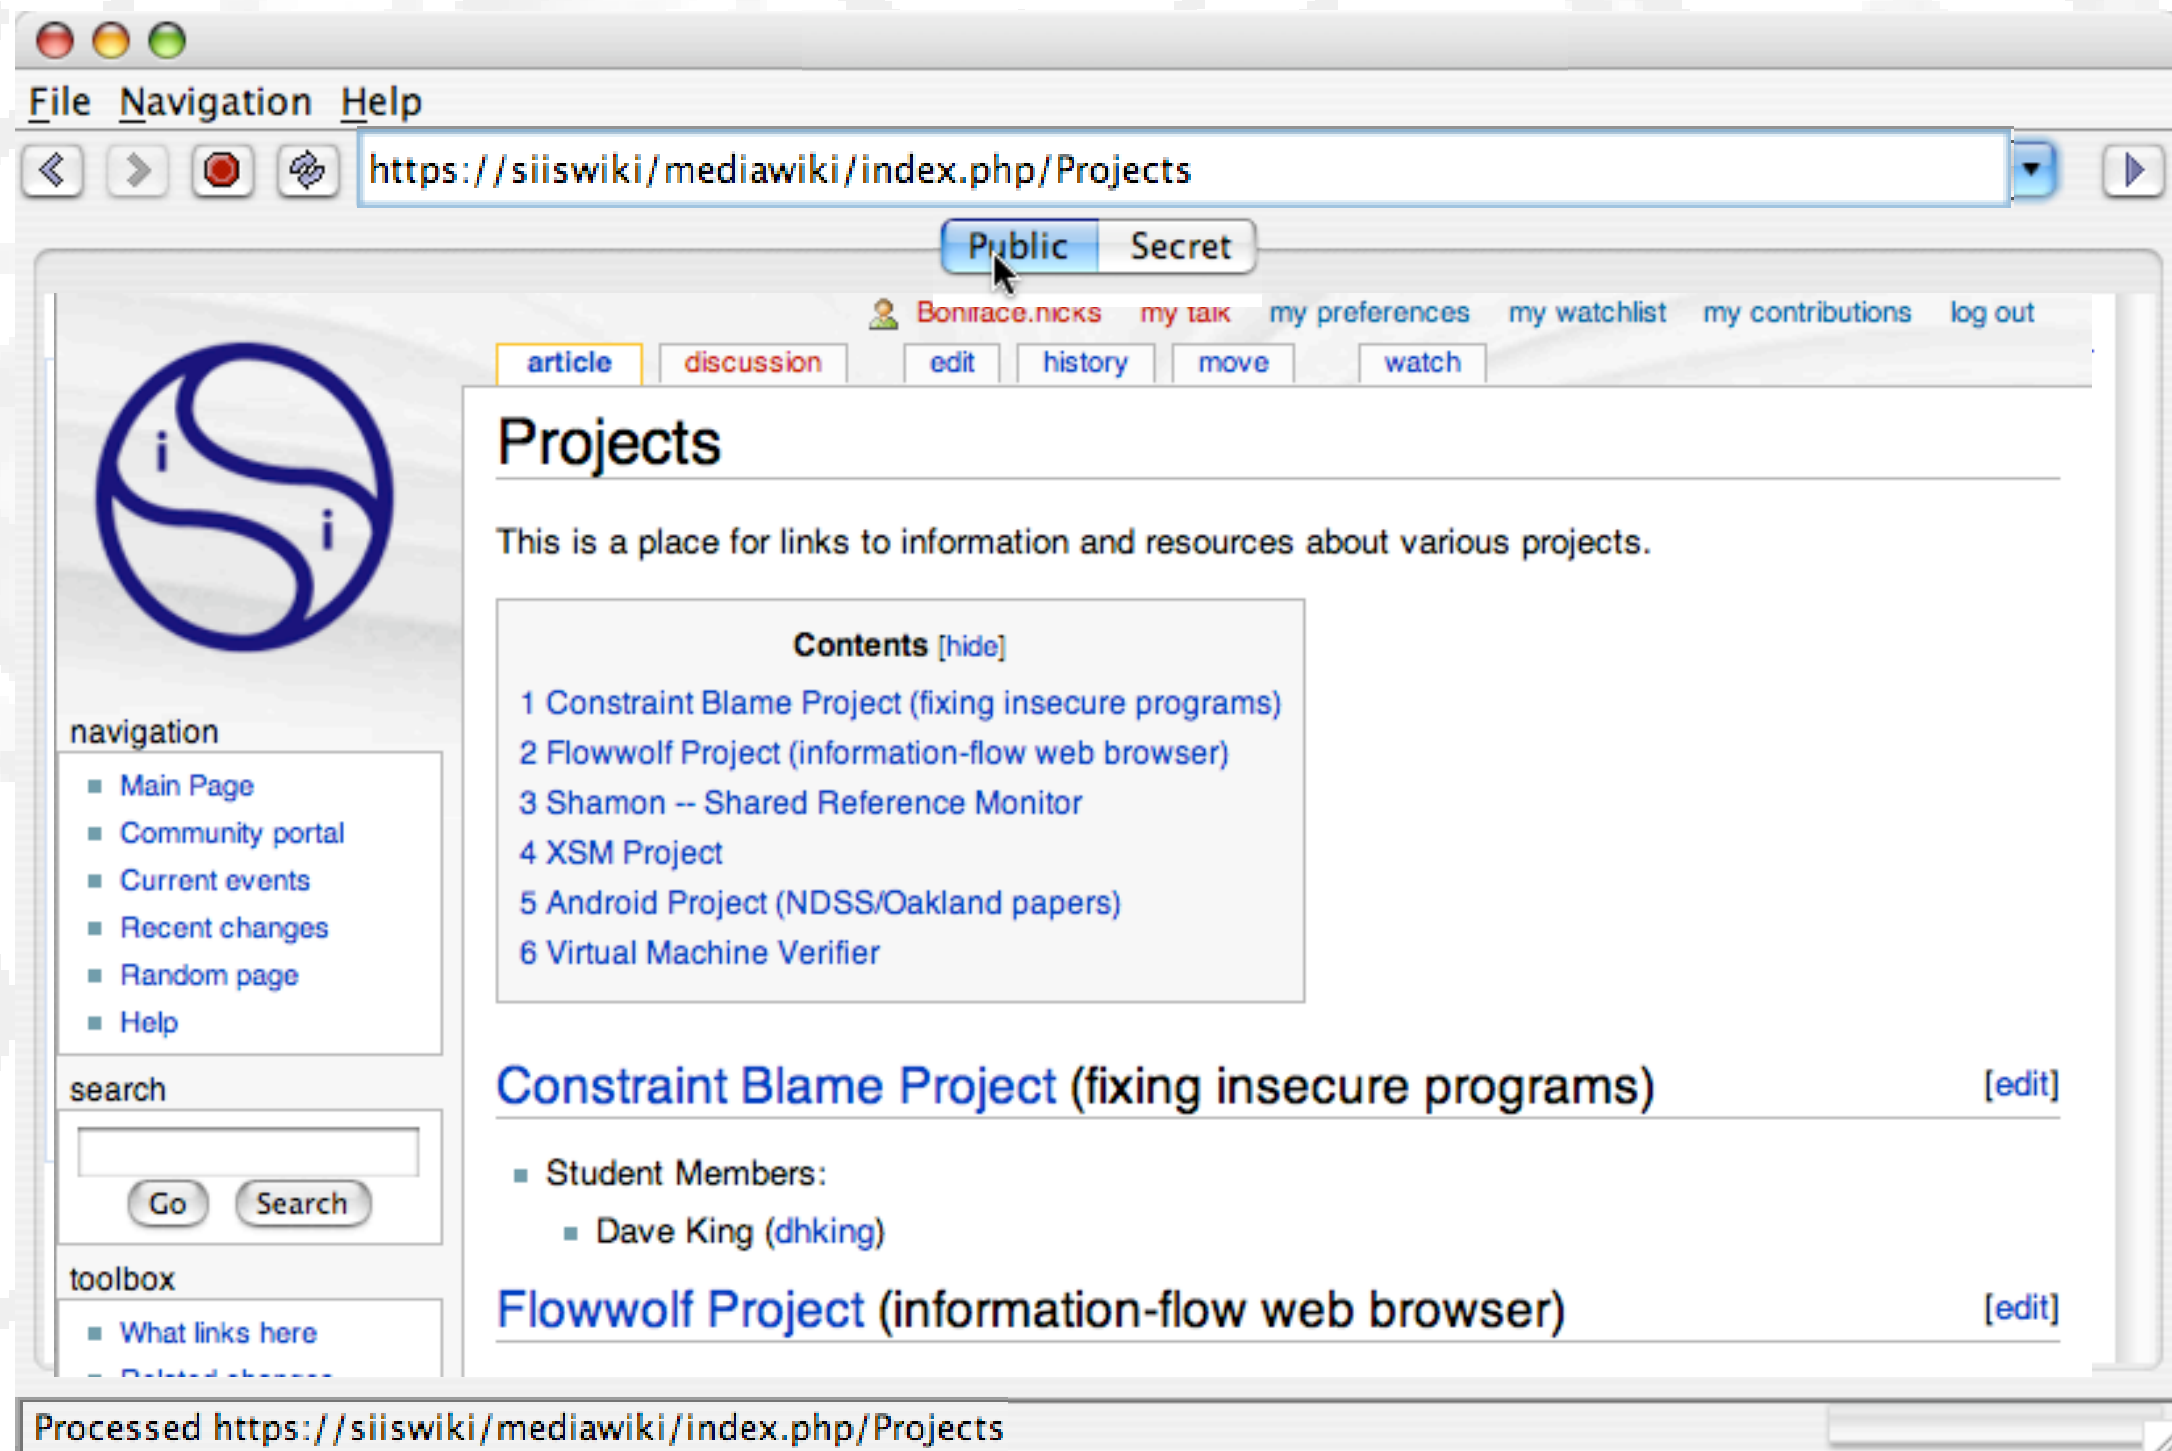 File Navigation Help
https://siiswiki/mediawiki/index.php/Projects
Public Secret
Boniface.hicks my talk my preferences my watchlist my contributions log out
article discussion edit history move watch
i
i
Projects
This is a place for links to information and resources about various projects.
Contents [hide]
1 Constraint Blame Project (fixing insecure programs)
2 Flowwolf Project (information-flow web browser)
3 Shamon -- Shared Reference Monitor
4 XSM Project
5 Android Project (NDSS/Oakland papers)
6 Virtual Machine Verifier
navigation
Main Page
Community portal
Current events
Recent changes
Random page
Help
search
Go Search
toolbox
What links here
Related changes
Constraint Blame Project (fixing insecure programs) [edit]
Student Members:
Dave King (dhking)
Flowwolf Project (information-flow web browser) [edit]
Processed https://siiswiki/mediawiki/index.php/Projects